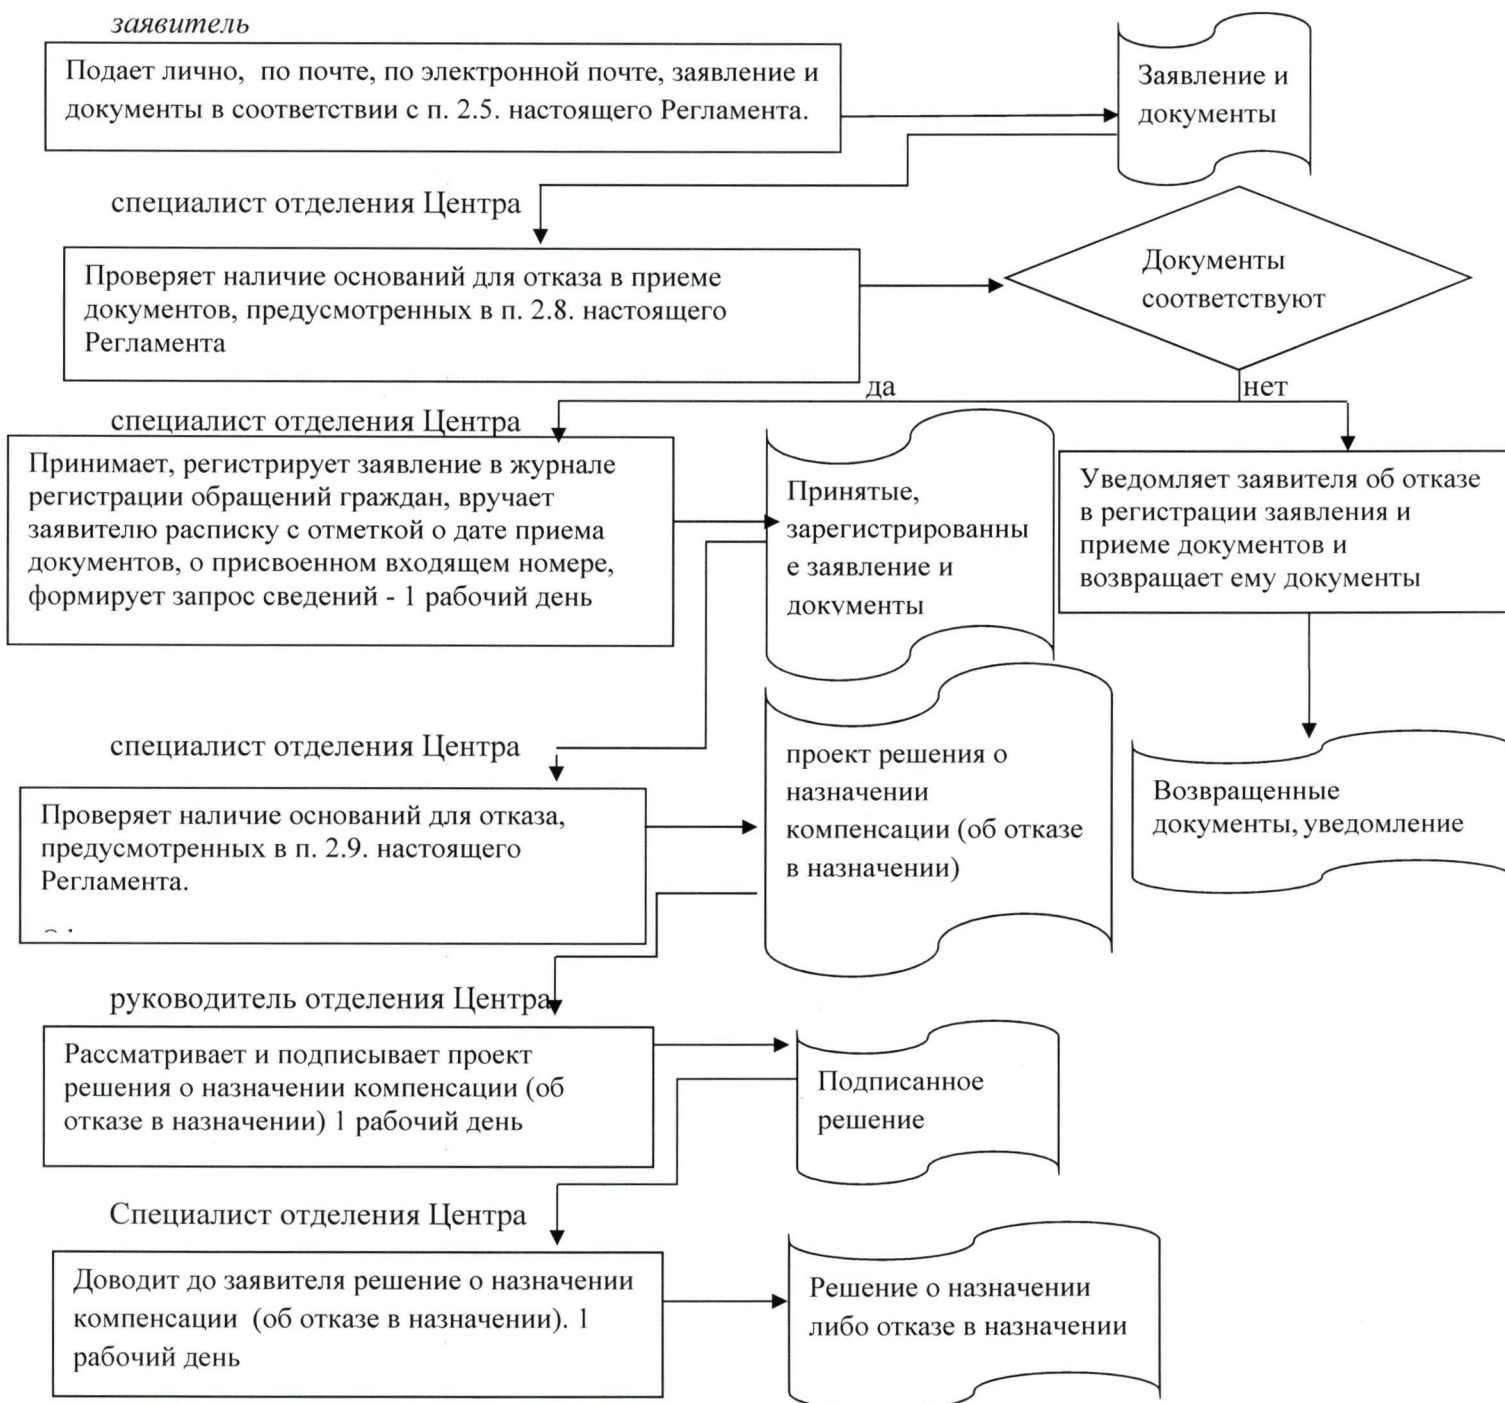 заявитель
Подает лично, по почте, по электронной почте, заявление и
документы в соответствии с п. 2.5. настоящего Регламента.
Заявление и
документы
специалист отделения Центра
Проверяет наличие оснований для отказа в приеме
документов, предусмотренных в п. 2.8. настоящего
Регламента
Документы
соответствуют
да
нет
специалист отделения Центра
Принимает, регистрирует заявление в журнале
регистрации обращений граждан, вручает
заявителю расписку с отметкой о дате приема
документов, о присвоенном входящем номере,
формирует запрос сведений - 1 рабочий день
Принятые,
зарегистрированны
е заявление и
документы
Уведомляет заявителя об отказе
в регистрации заявления и
приеме документов и
возвращает ему документы
специалист отделения Центра
Проверяет наличие оснований для отказа,
предусмотренных в п. 2.9. настоящего
Регламента.
проект решения о
назначении
компенсации (об отказе
в назначении)
Возвращенные
документы, уведомление
руководитель отделения Центра
Рассматривает и подписывает проект
решения о назначении компенсации (об
отказе в назначении) 1 рабочий день
Подписанное
решение
Специалист отделения Центра
Доводит до заявителя решение о назначении
компенсации (об отказе в назначении). 1
рабочий день
Решение о назначении
либо отказе в назначении